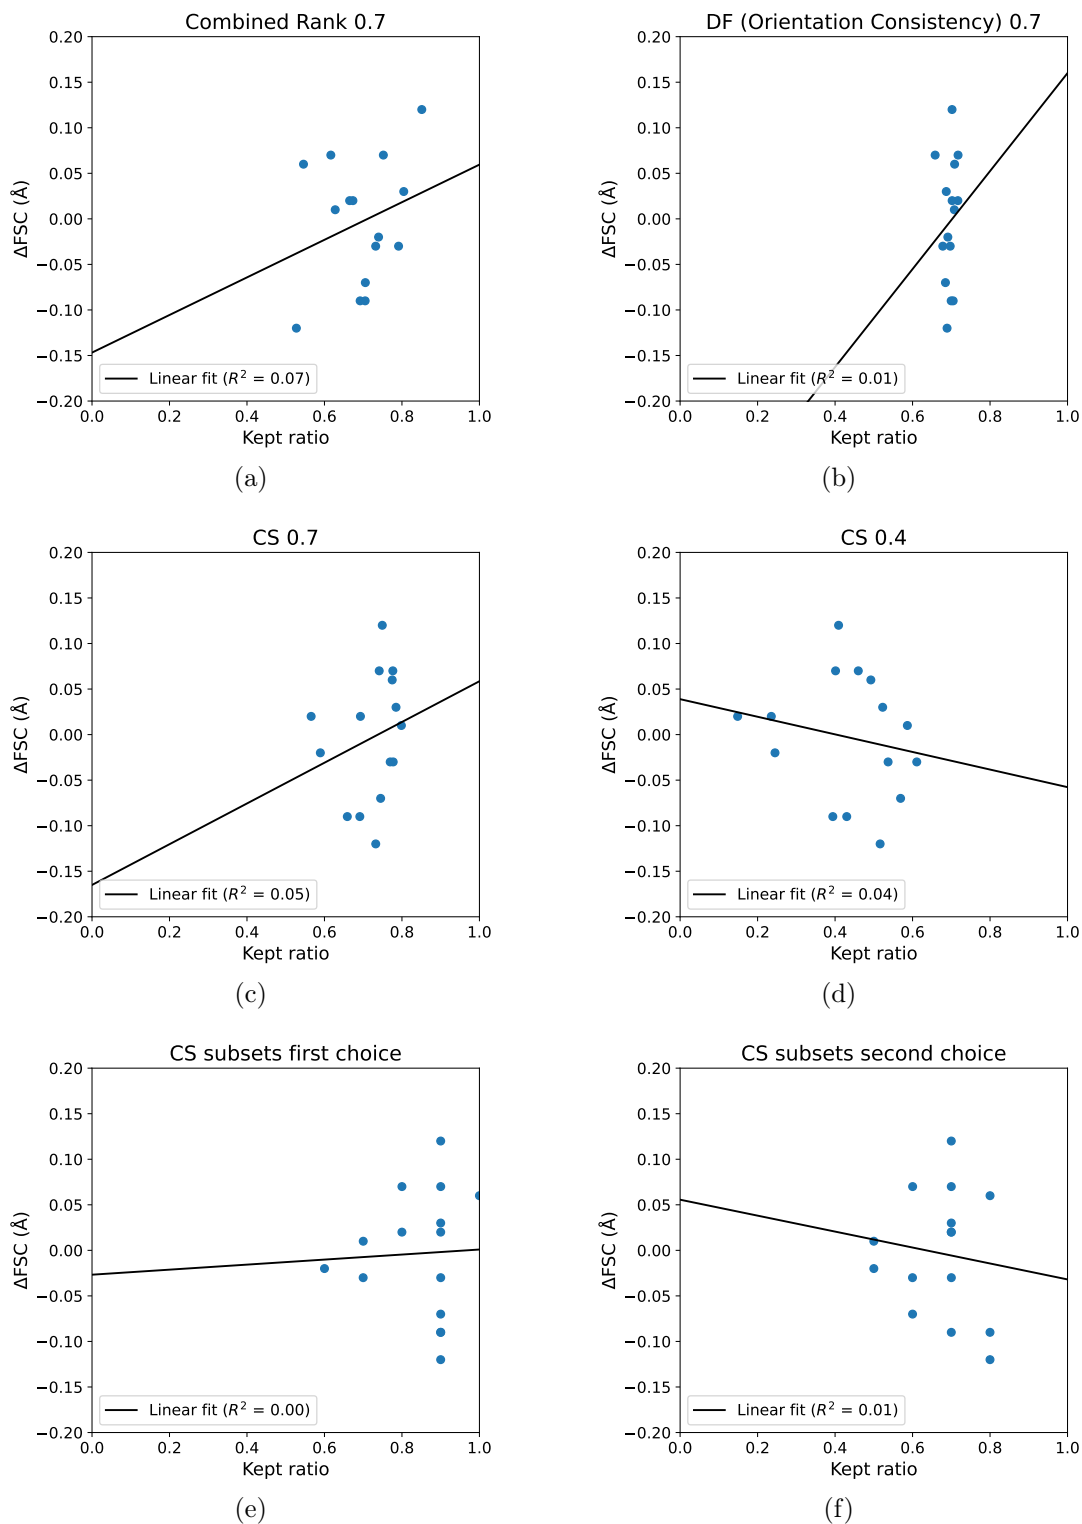 Combined Rank 0.7
0.20
0.15
0.10
0.05
0.00
−0.05
−0.10
−0.15
−0.20
ΔFSC (Å)
Linear fit (R² = 0.07)
0.0 0.2 0.4 0.6 0.8 1.0
Kept ratio
(a)
DF (Orientation Consistency) 0.7
0.20
0.15
0.10
0.05
0.00
−0.05
−0.10
−0.15
−0.20
ΔFSC (Å)
Linear fit (R² = 0.01)
0.0 0.2 0.4 0.6 0.8 1.0
Kept ratio
(b)
CS 0.7
0.20
0.15
0.10
0.05
0.00
−0.05
−0.10
−0.15
−0.20
ΔFSC (Å)
Linear fit (R² = 0.05)
0.0 0.2 0.4 0.6 0.8 1.0
Kept ratio
(c)
CS 0.4
0.20
0.15
0.10
0.05
0.00
−0.05
−0.10
−0.15
−0.20
ΔFSC (Å)
Linear fit (R² = 0.04)
0.0 0.2 0.4 0.6 0.8 1.0
Kept ratio
(d)
CS subsets first choice
0.20
0.15
0.10
0.05
0.00
−0.05
−0.10
−0.15
−0.20
ΔFSC (Å)
Linear fit (R² = 0.00)
0.0 0.2 0.4 0.6 0.8 1.0
Kept ratio
(e)
CS subsets second choice
0.20
0.15
0.10
0.05
0.00
−0.05
−0.10
−0.15
−0.20
ΔFSC (Å)
Linear fit (R² = 0.01)
0.0 0.2 0.4 0.6 0.8 1.0
Kept ratio
(f)